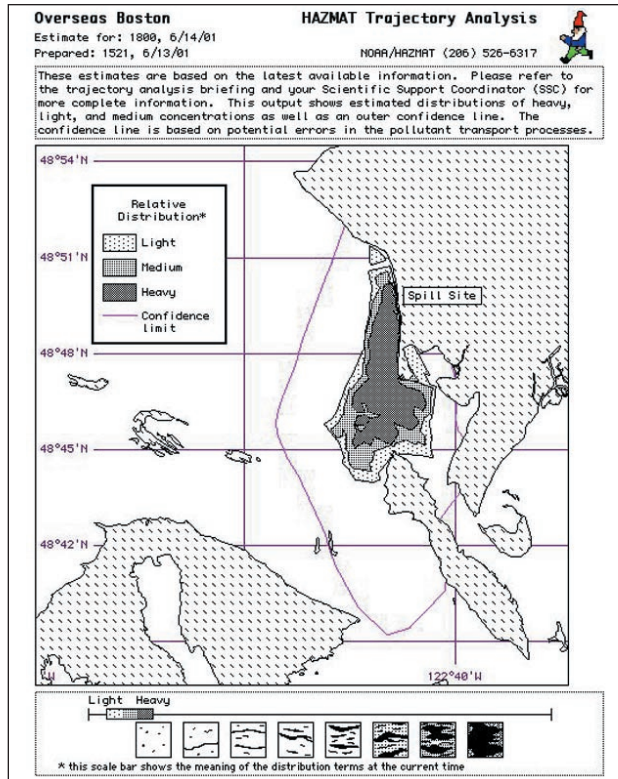 Overseas Boston
HAZMAT Trajectory Analysis
Estimate for: 1800, 6/14/01
Prepared: 1521, 6/13/01
NOAA/HAZMAT (206) 526-6317
These estimates are based on the latest available information. Please refer to
the trajectory analysis briefing and your Scientific Support Coordinator (SSC) for
more complete information. This output shows estimated distributions of heavy,
light, and medium concentrations as well as an outer confidence line. The
confidence line is based on potential errors in the pollutant transport processes.
48°54'N
Relative
Distribution*
Light
Medium
Heavy
Confidence
limit
48°51'N
Spill Site
48°48'N
48°45'N
48°42'N
W
122°40'W
Light Heavy
* this scale bar shows the meaning of the distribution terms at the current time